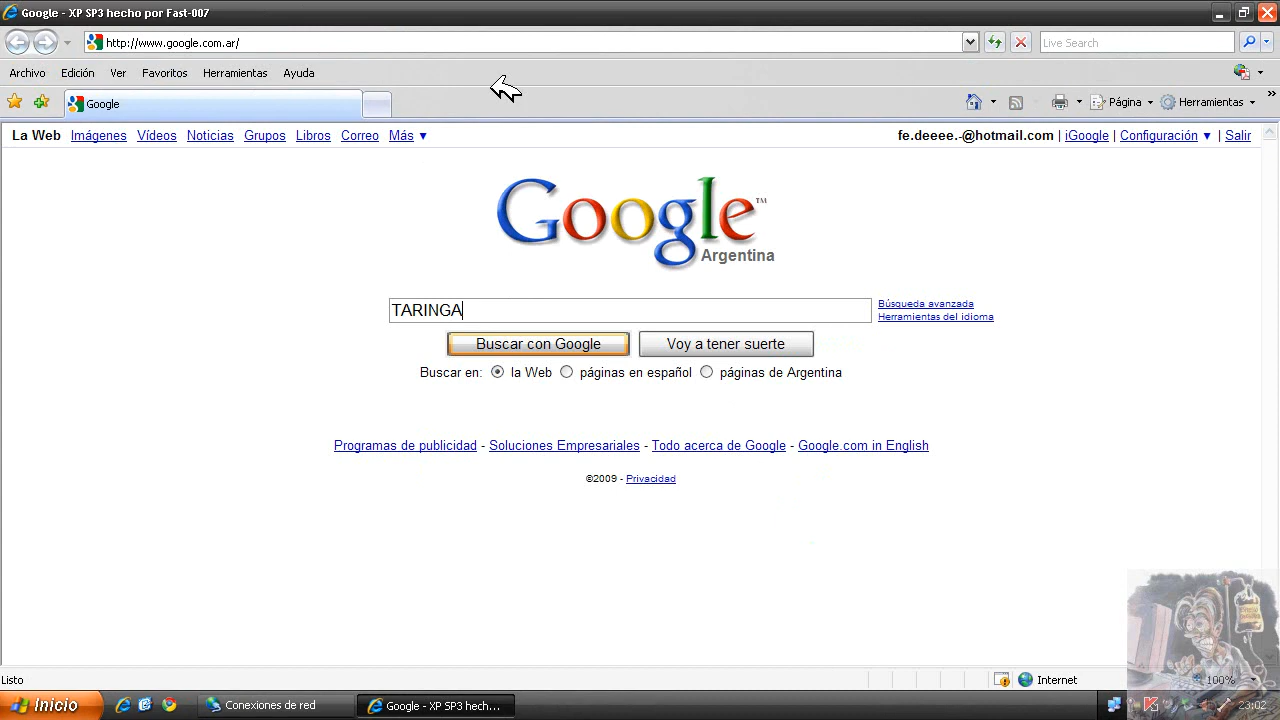 Google - XP SP3 hecho por Fast-007
http://www.google.com.ar/
Live Search
Archivo Edición Ver Favoritos Herramientas Ayuda
Google
Página Herramientas »
La Web Imágenes Vídeos Noticias Grupos Libros Correo Más ▼
fe.deeee.-@hotmail.com | iGoogle | Configuración ▼ | Salir
Google™
Argentina
TARINGA
Búsqueda avanzada
Herramientas del idioma
Buscar con Google Voy a tener suerte
Buscar en: la Web páginas en español páginas de Argentina
Programas de publicidad - Soluciones Empresariales - Todo acerca de Google - Google.com in English
©2009 - Privacidad
Listo
Internet
100%
Inicio
Conexiones de red
Google - XP SP3 hech...
23:02